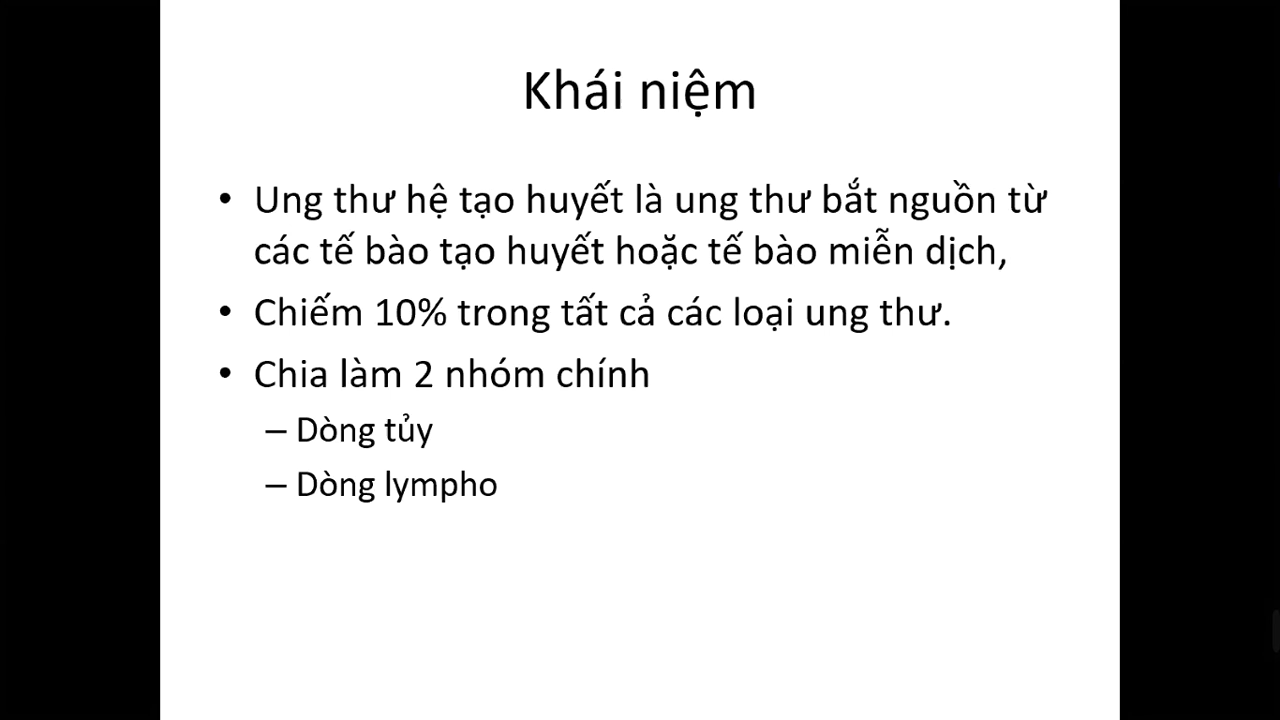 Khái niệm
• Ung thư hệ tạo huyết là ung thư bắt nguồn từ
các tế bào tạo huyết hoặc tế bào miễn dịch,
• Chiếm 10% trong tất cả các loại ung thư.
• Chia làm 2 nhóm chính
– Dòng tủy
– Dòng lympho